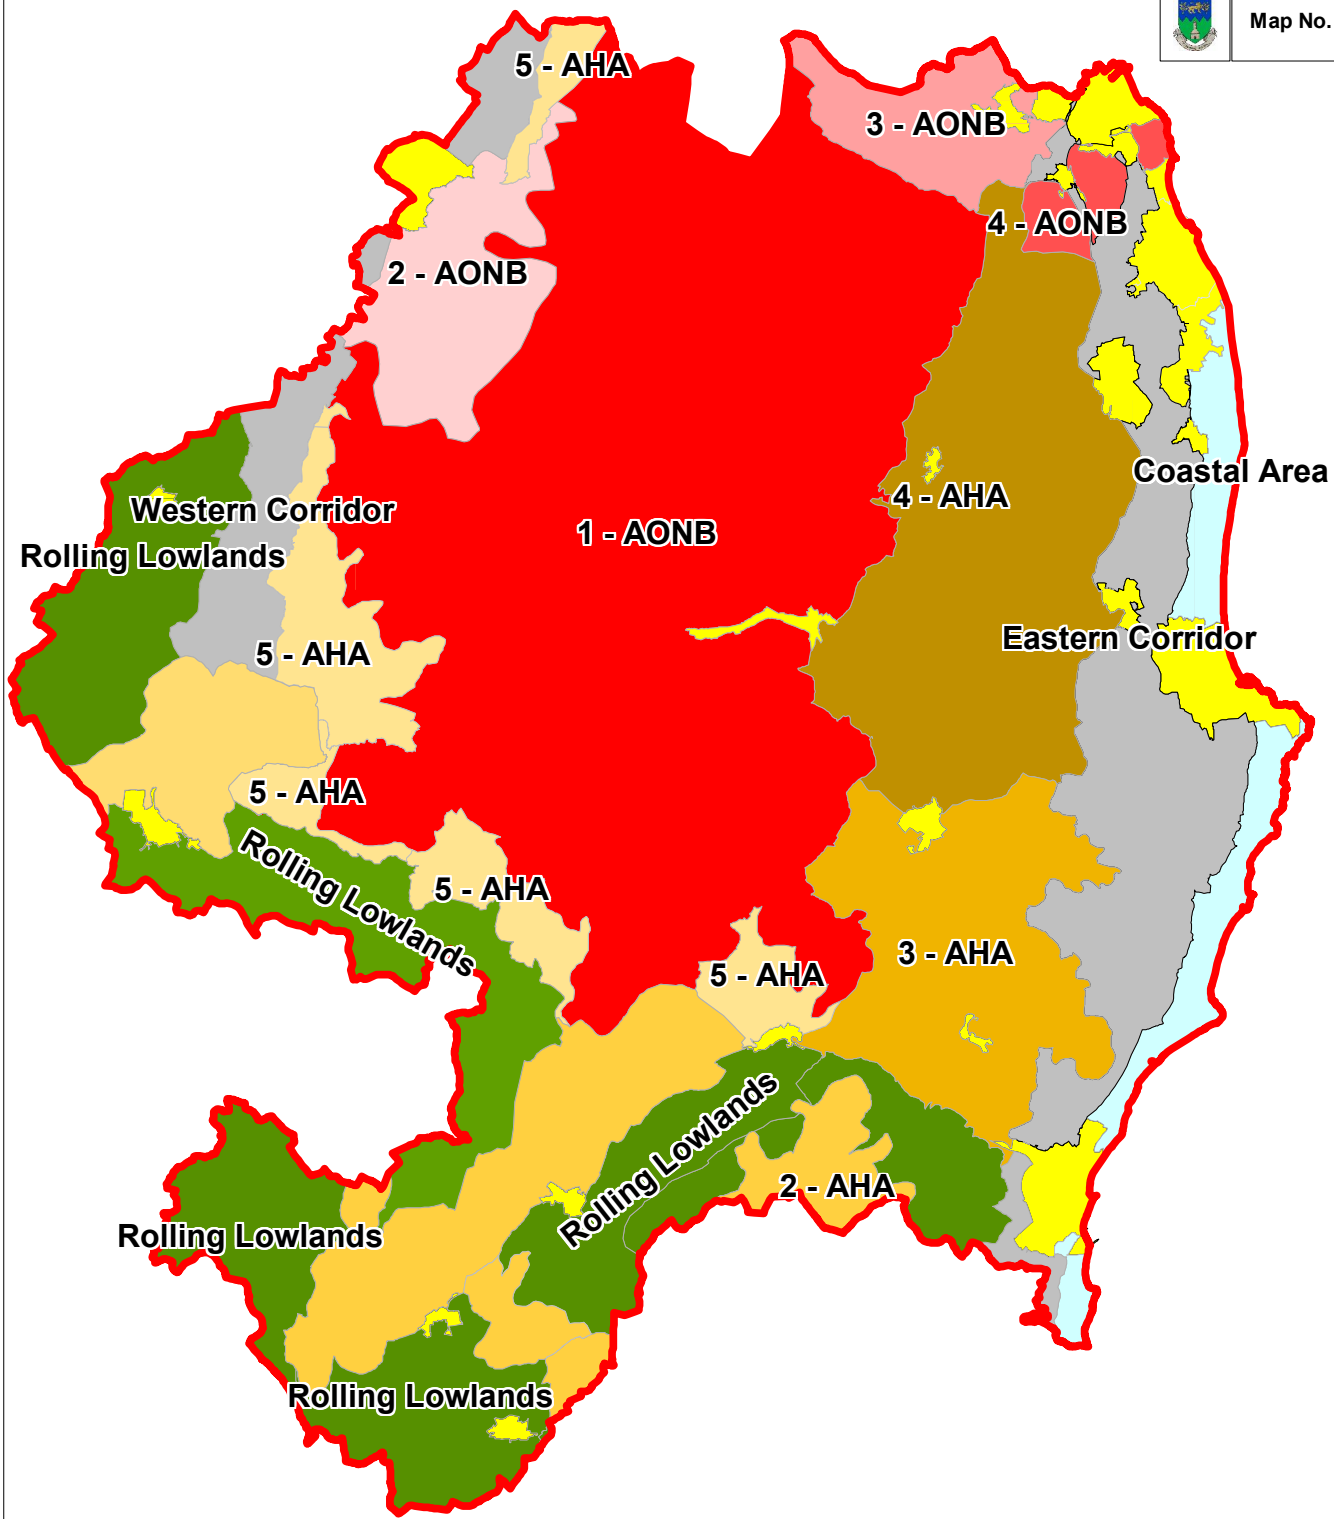 Map No.
5 - AHA
3 - AONB
4 - AONB
2 - AONB
Coastal Area
4 - AHA
Western Corridor
1 - AONB
Rolling Lowlands
Eastern Corridor
5 - AHA
5 - AHA
Rolling Lowlands
5 - AHA
3 - AHA
5 - AHA
Rolling Lowlands
2 - AHA
Rolling Lowlands
Rolling Lowlands